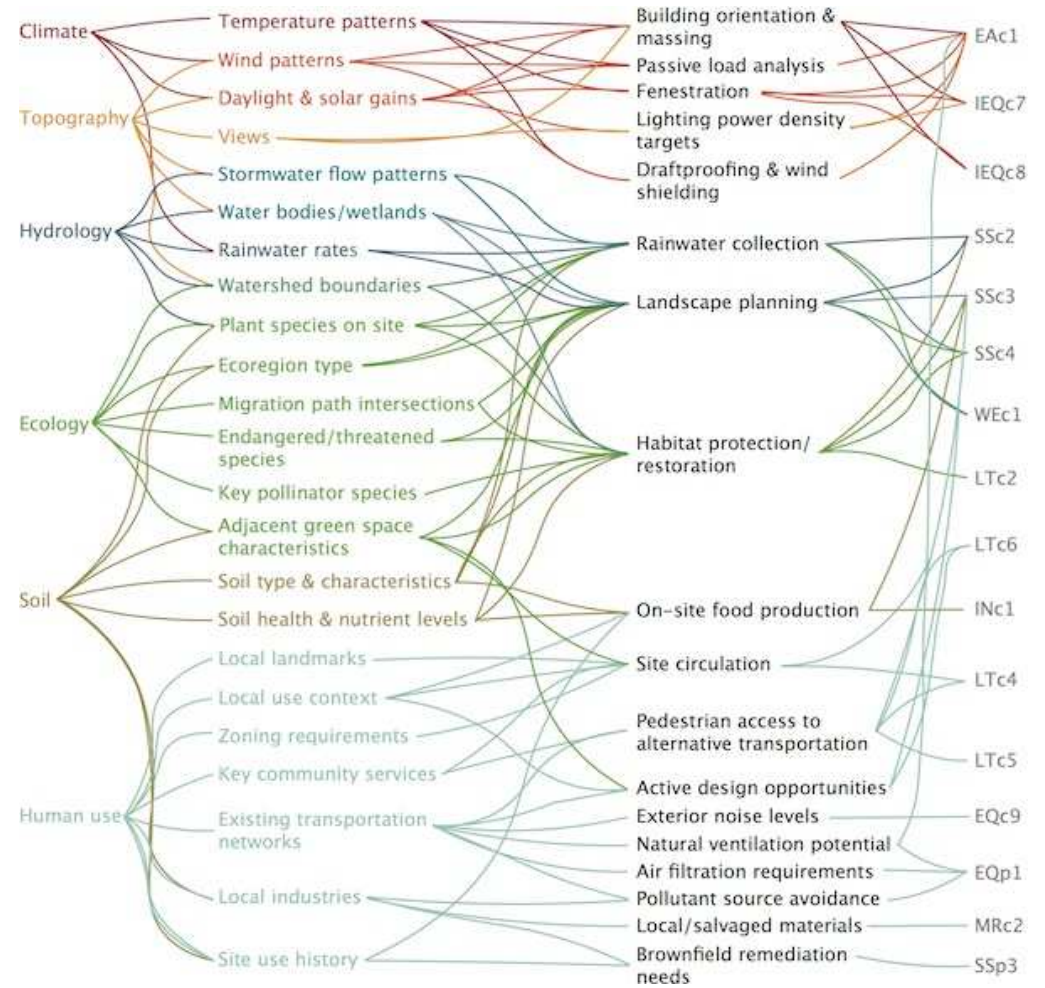 Climate
Topography
Hydrology
Ecology
Soil
Human use
Temperature patterns
Wind patterns
Daylight & solar gains
Views
Stormwater flow patterns
Water bodies/wetlands
Rainwater rates
Watershed boundaries
Plant species on site
Ecoregion type
Migration path intersections
Endangered/threatened
species
Key pollinator species
Adjacent green space
characteristics
Soil type & characteristics
Soil health & nutrient levels
Local landmarks
Local use context
Zoning requirements
Key community services
Existing transportation
networks
Local industries
Site use history
Building orientation &
massing
Passive load analysis
Fenestration
Lighting power density
targets
Draftproofing & wind
shielding
Rainwater collection
Landscape planning
Habitat protection/
restoration
On-site food production
Site circulation
Pedestrian access to
alternative transportation
Active design opportunities
Exterior noise levels
Natural ventilation potential
Air filtration requirements
Pollutant source avoidance
Local/salvaged materials
Brownfield remediation
needs
EAc1
IEQc7
IEQc8
SSc2
SSc3
SSc4
WEc1
LTc2
LTc6
INc1
LTc4
LTc5
EQc9
EQp1
MRc2
SSp3